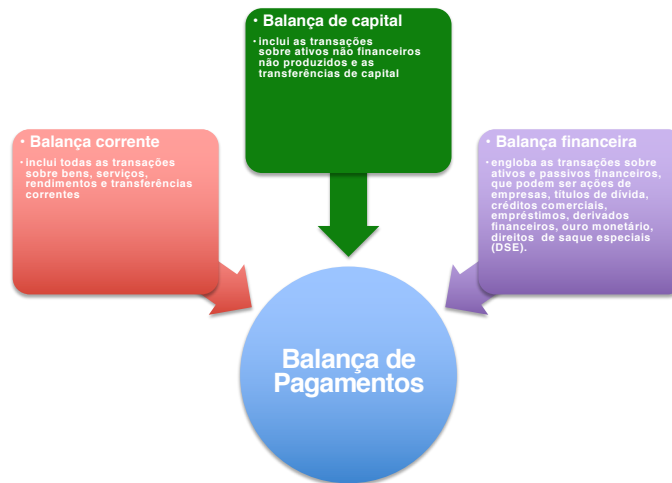 • Balança de capital
• inclui as transações
sobre ativos não financeiros
não produzidos e as
transferências de capital
• Balança corrente
• inclui todas as transações
sobre bens, serviços,
rendimentos e transferências
correntes
• Balança financeira
• engloba as transações sobre
ativos e passivos financeiros,
que podem ser ações de
empresas, títulos de dívida,
créditos comerciais,
empréstimos, derivados
financeiros, ouro monetário,
direitos de saque especiais
(DSE).
Balança de
Pagamentos